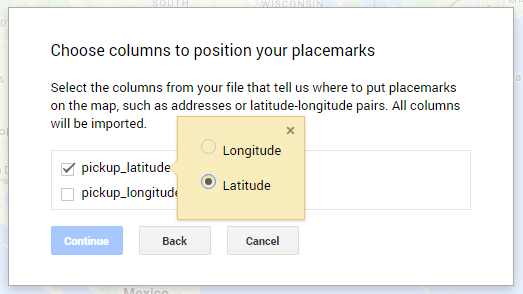 SOUTH
WISCONSIN
Choose columns to position your placemarks
Select the columns from your file that tell us where to put placemarks
on the map, such as addresses or latitude-longitude pairs. All columns
will be imported.
Longitude
pickup_latitude
Latitude
pickup_longitude
Continue Back Cancel
Mexico